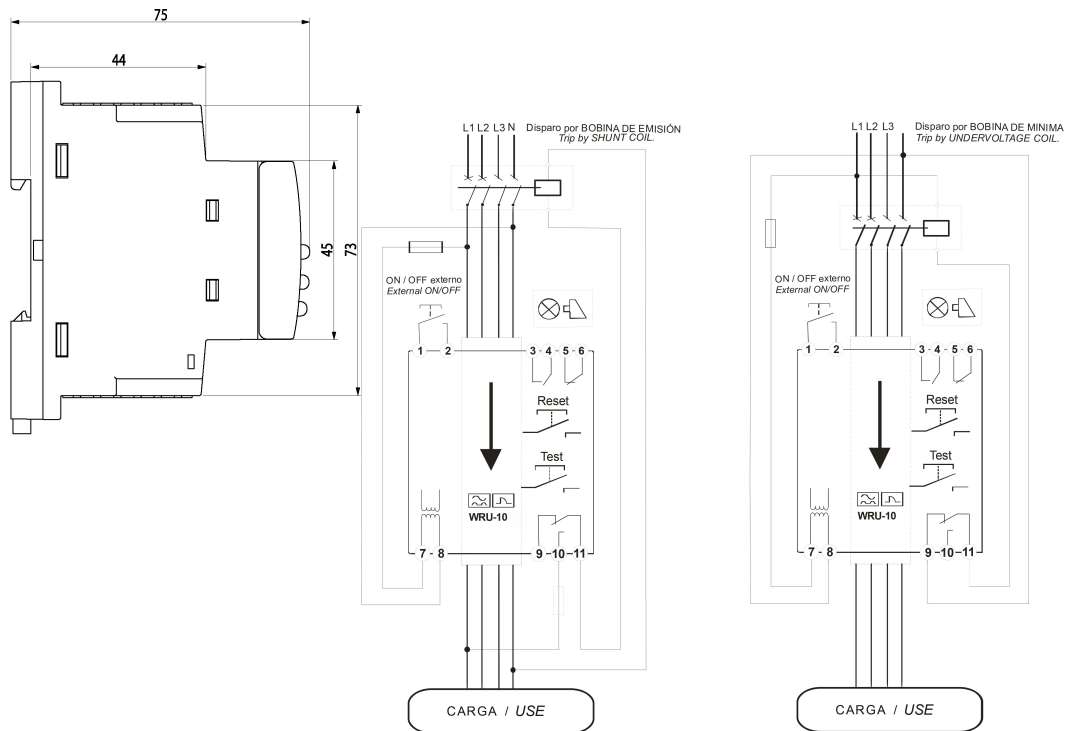 75
44
45
73
L1 L2 L3 N
Disparo por BOBINA DE EMISIÓN
Trip by SHUNT COIL.
ON / OFF externo
External ON/OFF
1 2
3 4 5 6
Reset
Test
WRU-10
7 8
9 10 11
CARGA / USE
L1 L2 L3
Disparo por BOBINA DE MINIMA
Trip by UNDERVOLTAGE COIL.
ON / OFF externo
External ON/OFF
1 2
3 4 5 6
Reset
Test
WRU-10
7 8
9 10 11
CARGA / USE